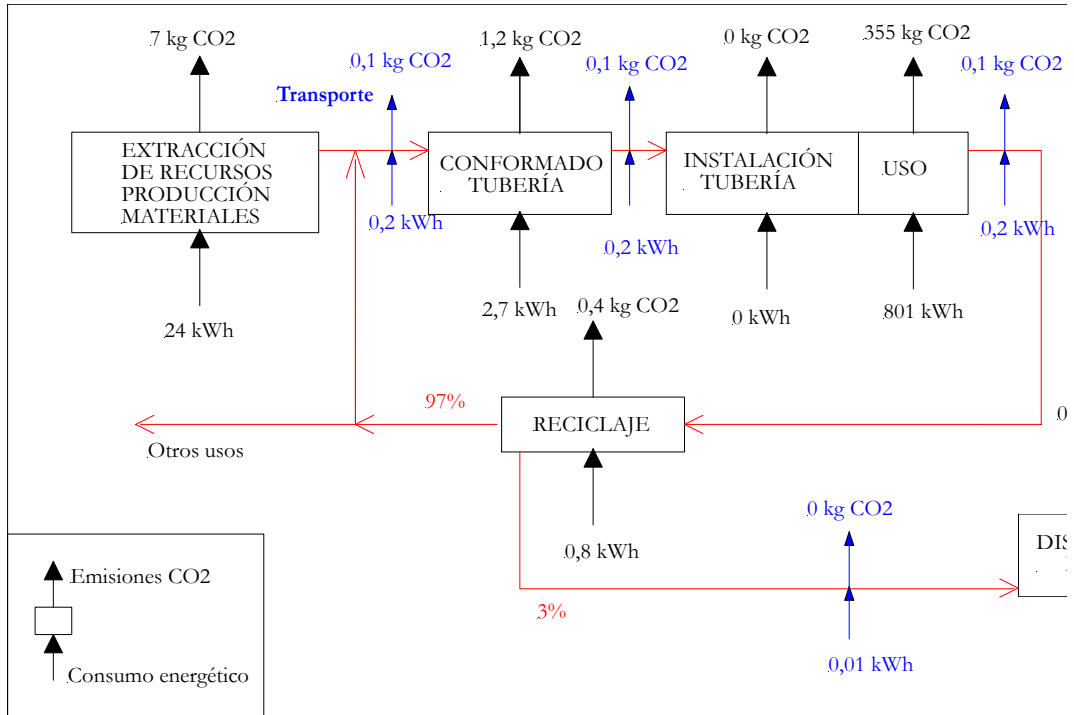 7 kg CO2
1,2 kg CO2
0 kg CO2
355 kg CO2
0,1 kg CO2
0,1 kg CO2
0,1 kg CO2
Transporte
EXTRACCIÓN
DE RECURSOS
PRODUCCIÓN
MATERIALES
CONFORMADO
TUBERÍA
INSTALACIÓN
TUBERÍA
USO
0,2 kWh
0,2 kWh
0,2 kWh
24 kWh
2,7 kWh
0,4 kg CO2
0 kWh
801 kWh
97%
RECICLAJE
0
Otros usos
0 kg CO2
0,8 kWh
DIS
3%
0,01 kWh
Emisiones CO2
Consumo energético